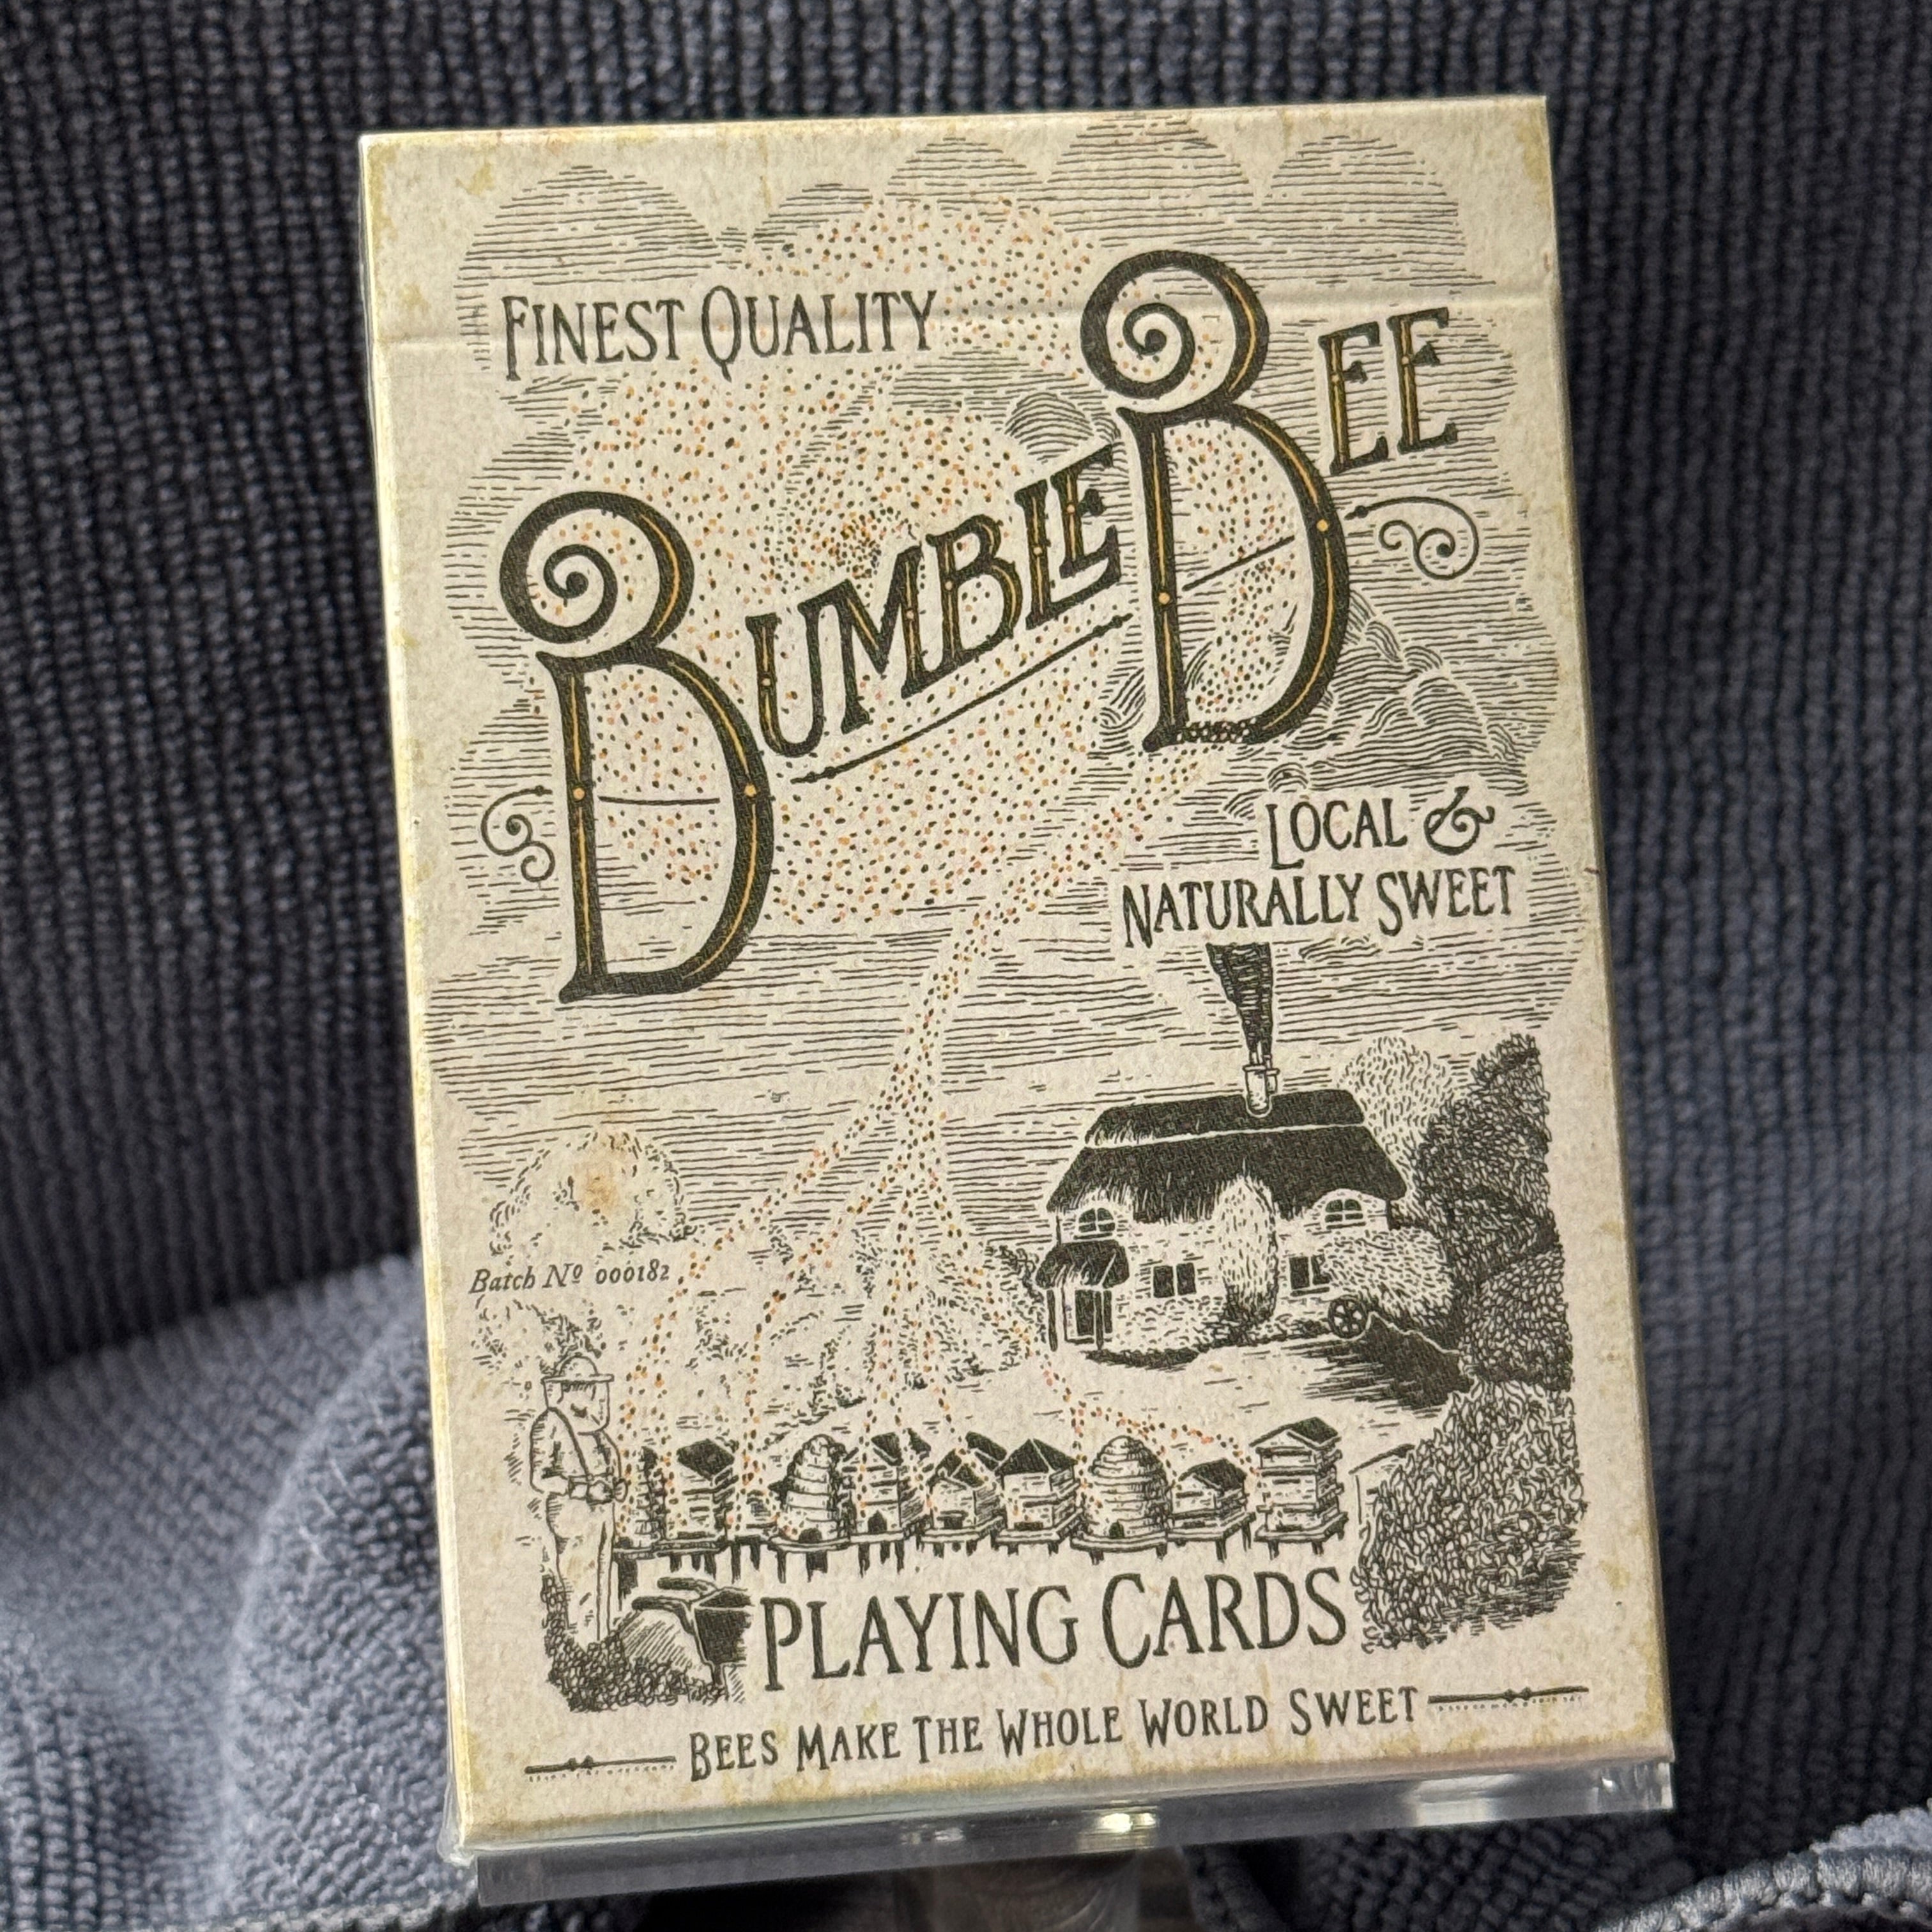 Finest Quality
Bumble Bee
Local &
Naturally Sweet
Batch Nº 000182
Playing Cards
Bees Make The Whole World Sweet